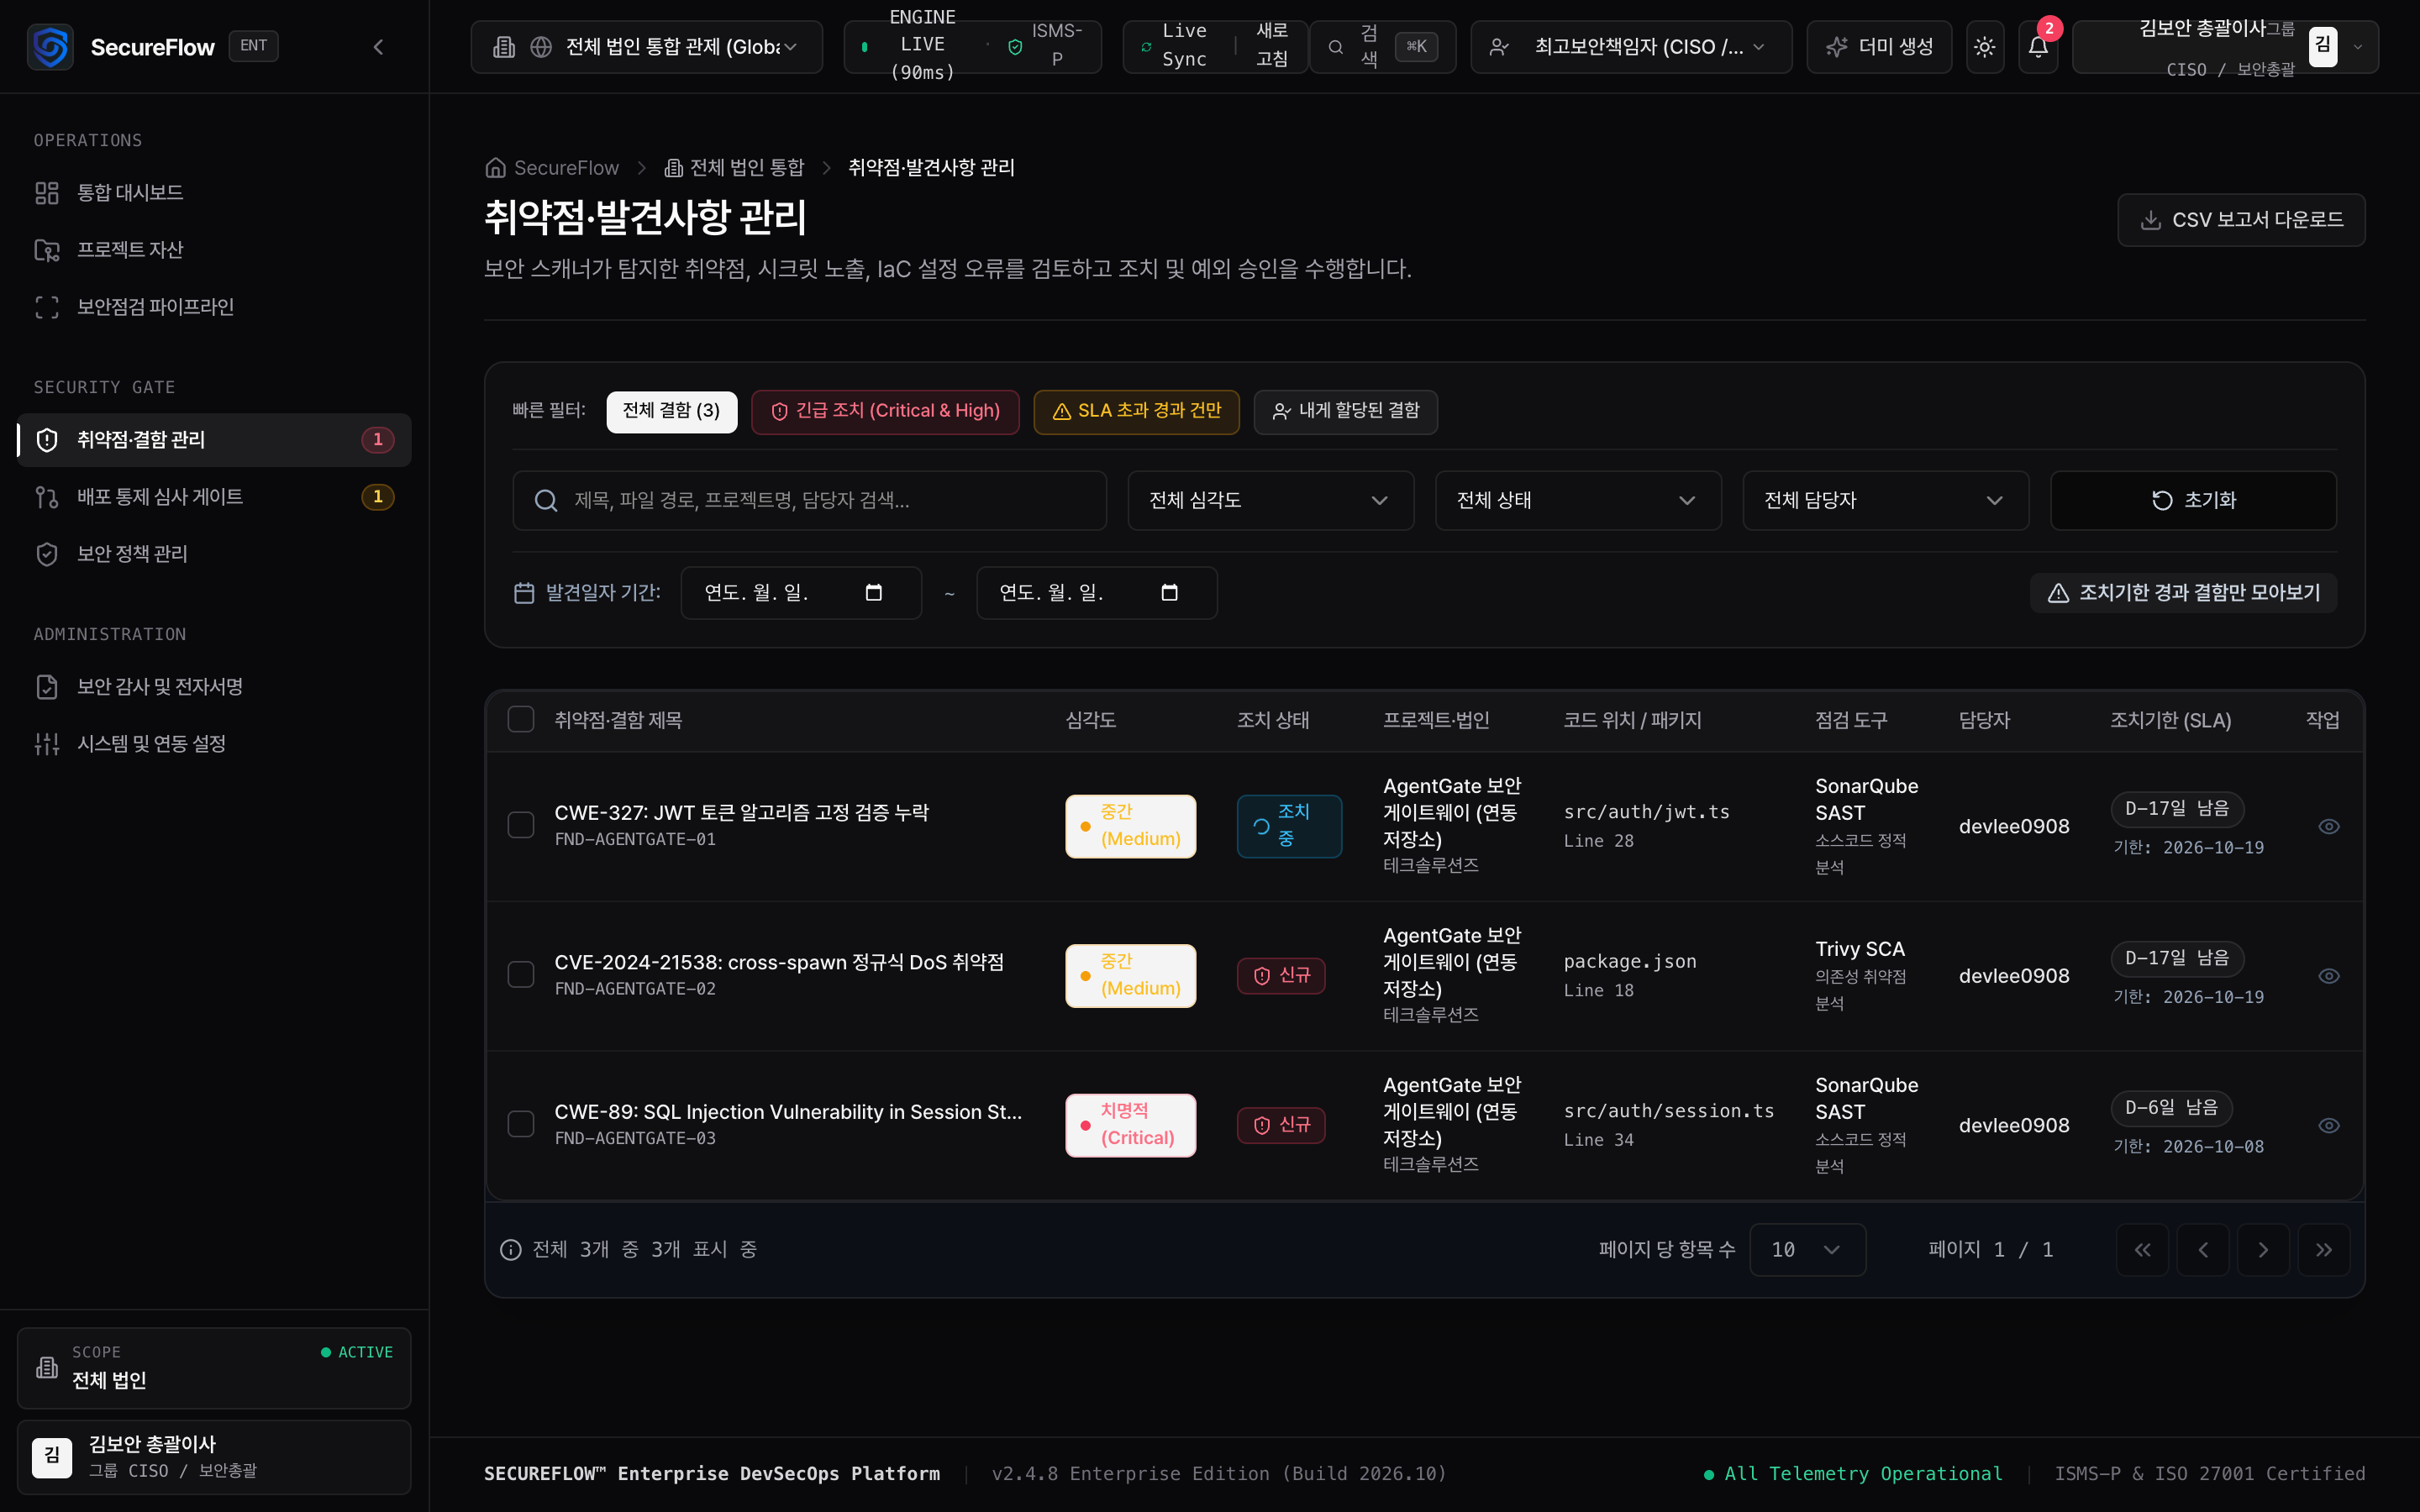 SecureFlow ENT
전체 법인 통합 관제 (Globa
ENGINE
LIVE
(90ms)
·
ISMS-
P
Live
Sync
새로
고침
검
색
⌘K
최고보안책임자 (CISO /...
더미 생성
2
김보안 총괄이사
그룹
CISO / 보안총괄
김
OPERATIONS
통합 대시보드
프로젝트 자산
보안점검 파이프라인
SECURITY GATE
취약점·결함 관리 1
배포 통제 심사 게이트 1
보안 정책 관리
ADMINISTRATION
보안 감사 및 전자서명
시스템 및 연동 설정
SCOPE
ACTIVE
전체 법인
김
김보안 총괄이사
그룹 CISO / 보안총괄
SecureFlow > 전체 법인 통합 > 취약점·발견사항 관리
취약점·발견사항 관리
CSV 보고서 다운로드
보안 스캐너가 탐지한 취약점, 시크릿 노출, IaC 설정 오류를 검토하고 조치 및 예외 승인을 수행합니다.
빠른 필터: 전체 결함 (3) 긴급 조치 (Critical & High) SLA 초과 경과 건만 내게 할당된 결함
제목, 파일 경로, 프로젝트명, 담당자 검색... 전체 심각도 전체 상태 전체 담당자 초기화
발견일자 기간: 연도. 월. 일. ~ 연도. 월. 일. 조치기한 경과 결함만 모아보기
취약점·결함 제목 심각도 조치 상태 프로젝트·법인 코드 위치 / 패키지 점검 도구 담당자 조치기한 (SLA) 작업
CWE-327: JWT 토큰 알고리즘 고정 검증 누락
FND-AGENTGATE-01
중간
(Medium)
조치
중
AgentGate 보안
게이트웨이 (연동
저장소)
테크솔루션즈
src/auth/jwt.ts
Line 28
SonarQube
SAST
소스코드 정적
분석
devlee0908
D-17일 남음
기한: 2026-10-19
CVE-2024-21538: cross-spawn 정규식 DoS 취약점
FND-AGENTGATE-02
중간
(Medium)
신규
AgentGate 보안
게이트웨이 (연동
저장소)
테크솔루션즈
package.json
Line 18
Trivy SCA
의존성 취약점
분석
devlee0908
D-17일 남음
기한: 2026-10-19
CWE-89: SQL Injection Vulnerability in Session St...
FND-AGENTGATE-03
치명적
(Critical)
신규
AgentGate 보안
게이트웨이 (연동
저장소)
테크솔루션즈
src/auth/session.ts
Line 34
SonarQube
SAST
소스코드 정적
분석
devlee0908
D-6일 남음
기한: 2026-10-08
전체 3개 중 3개 표시 중
페이지 당 항목 수 10 페이지 1 / 1
SECUREFLOW™ Enterprise DevSecOps Platform | v2.4.8 Enterprise Edition (Build 2026.10)
All Telemetry Operational | ISMS-P & ISO 27001 Certified